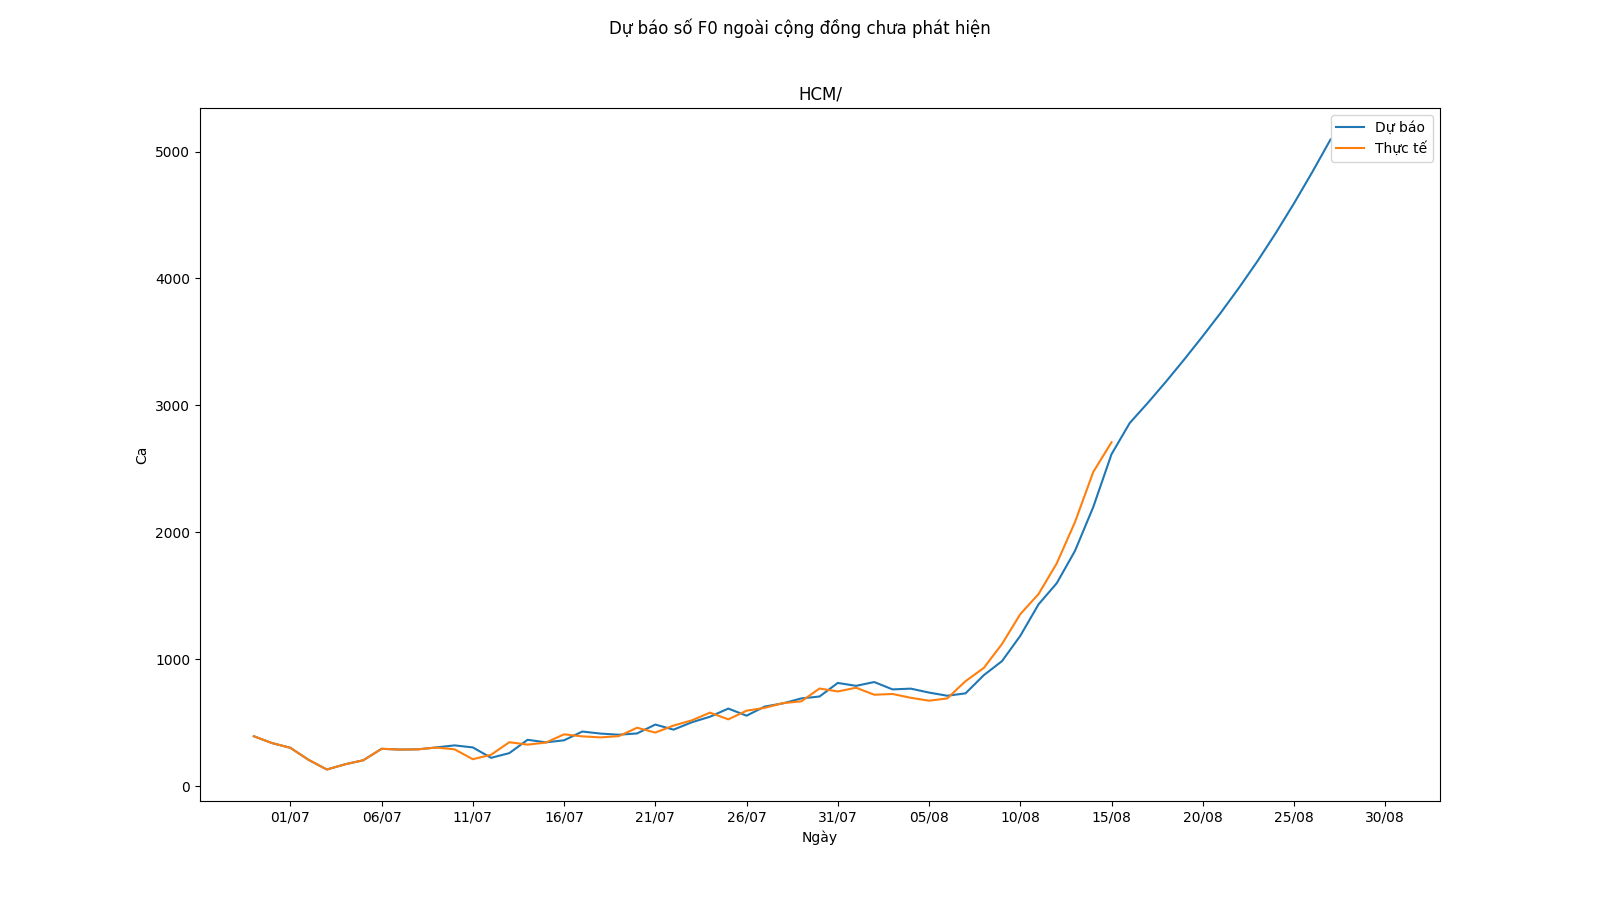 Dự báo số F0 ngoài cộng đồng chưa phát hiện
HCM/
Dự báo
Thực tế
5000
4000
3000
2000
1000
0
Ca
01/07 06/07 11/07 16/07 21/07 26/07 31/07 05/08 10/08 15/08 20/08 25/08 30/08
Ngày